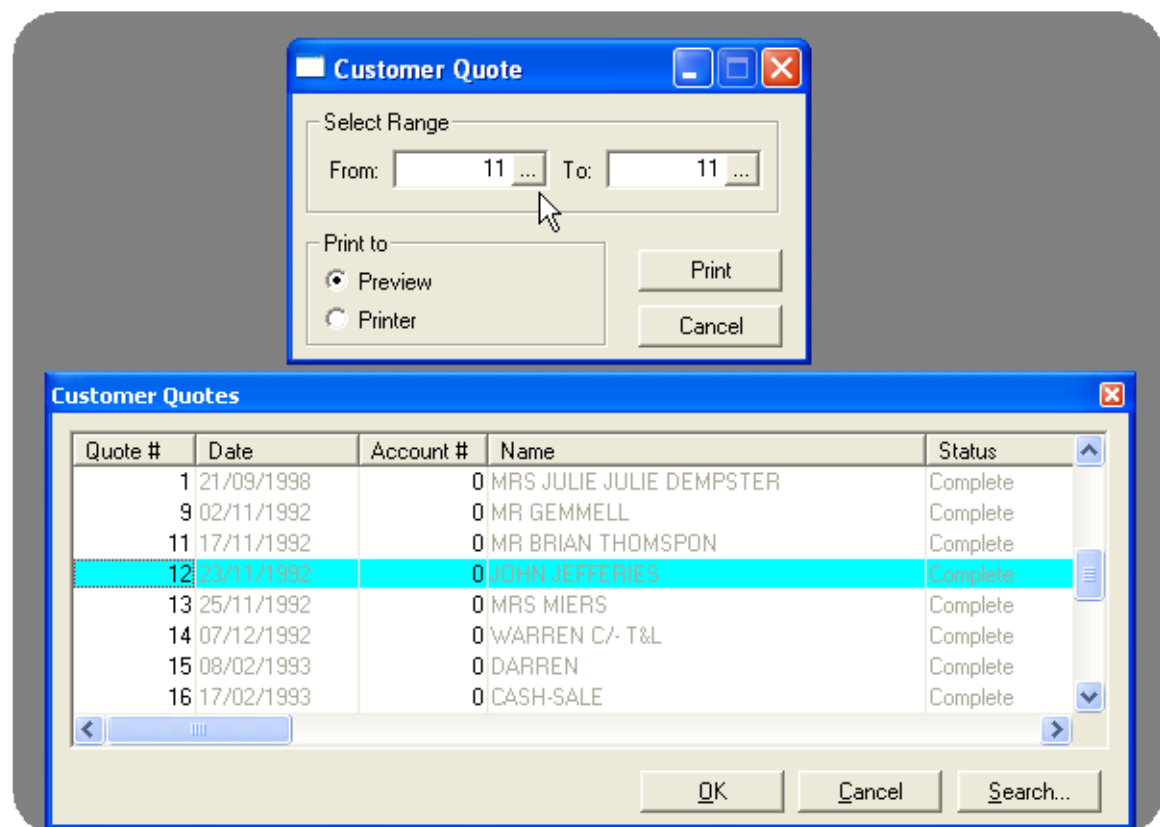 Customer Quote
Select Range
From: 11 ... To: 11 ...
Print to
Preview
Print
Printer
Cancel
Customer Quotes
Quote # Date Account # Name Status
1 21/09/1998 0 MRS JULIE JULIE DEMPSTER Complete
9 02/11/1992 0 MR GEMMELL Complete
11 17/11/1992 0 MR BRIAN THOMSPON Complete
12 23/11/1992 0 JOHN JEFFERIES Complete
13 25/11/1992 0 MRS MIERS Complete
14 07/12/1992 0 WARREN C/- T&L Complete
15 08/02/1993 0 DARREN Complete
16 17/02/1993 0 CASH-SALE Complete
OK Cancel Search...